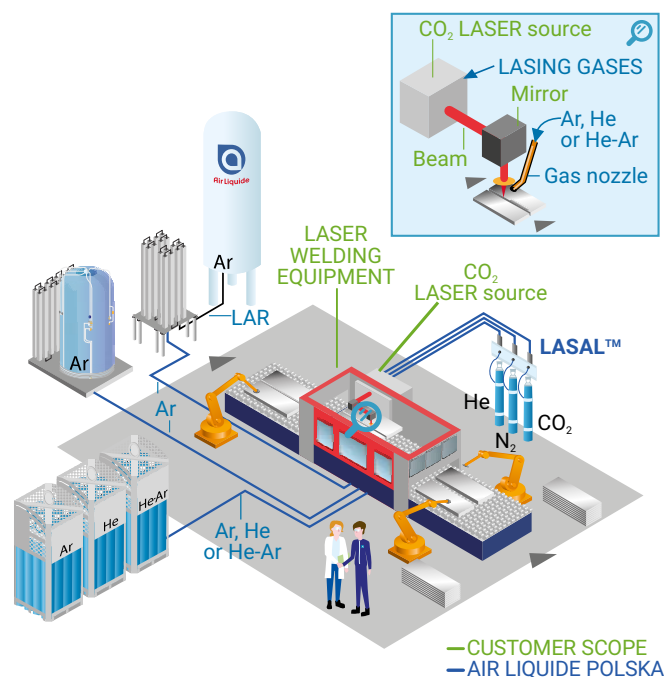 CO₂ LASER source
LASING GASES
Mirror
Ar, He
or He-Ar
Beam
Gas nozzle
Air Liquide
Ar
LAR
LASER
WELDING
EQUIPMENT
CO₂
LASER source
LASAL™
He
N₂
CO₂
Ar
Ar
Ar
He
He-Ar
Ar, He
or He-Ar
CUSTOMER SCOPE
AIR LIQUIDE POLSKA